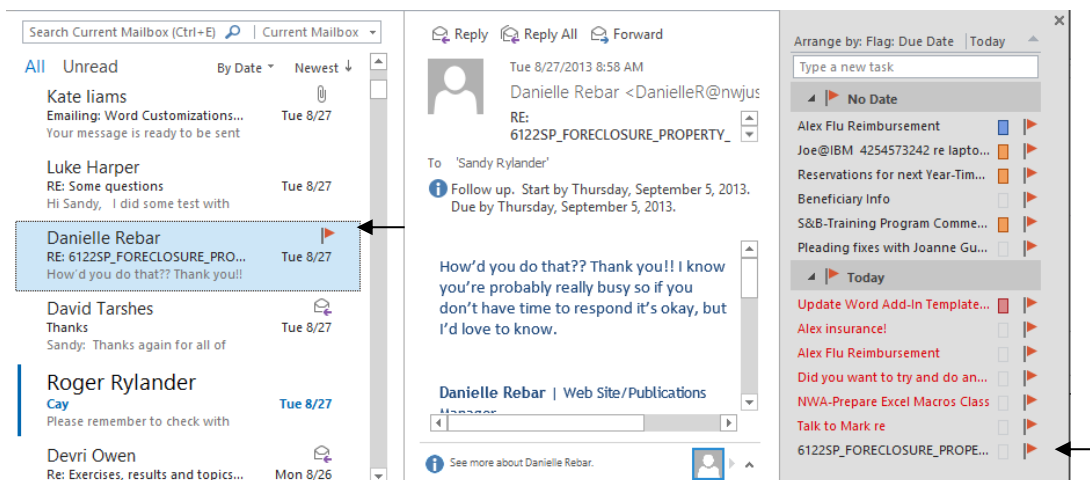 Search Current Mailbox (Ctrl+E) Current Mailbox
All Unread By Date Newest ↓
Kate Iiams
Emailing: Word Customizations... Tue 8/27
Your message is ready to be sent
Luke Harper
RE: Some questions Tue 8/27
Hi Sandy, I did some test with
Danielle Rebar
RE: 6122SP_FORECLOSURE_PRO... Tue 8/27
How'd you do that?? Thank you!!
David Tarshes
Thanks Tue 8/27
Sandy: Thanks again for all of
Roger Rylander
Cay Tue 8/27
Please remember to check with
Devri Owen
Re: Exercises, results and topics... Mon 8/26
Reply Reply All Forward
Tue 8/27/2013 8:58 AM
Danielle Rebar <DanielleR@nwjus
RE:
6122SP_FORECLOSURE_PROPERTY_
To 'Sandy Rylander'
Follow up. Start by Thursday, September 5, 2013.
Due by Thursday, September 5, 2013.
How'd you do that?? Thank you!! I know
you're probably really busy so if you
don't have time to respond it's okay, but
I'd love to know.
Danielle Rebar | Web Site/Publications
Manager
See more about Danielle Rebar.
Arrange by: Flag: Due Date Today
Type a new task
No Date
Alex Flu Reimbursement
Joe@IBM 4254573242 re lapto...
Reservations for next Year-Tim...
Beneficiary Info
S&B-Training Program Comme...
Pleading fixes with Joanne Gu...
Today
Update Word Add-In Template...
Alex insurance!
Alex Flu Reimbursement
Did you want to try and do an...
NWA-Prepare Excel Macros Class
Talk to Mark re
6122SP_FORECLOSURE_PROPE...